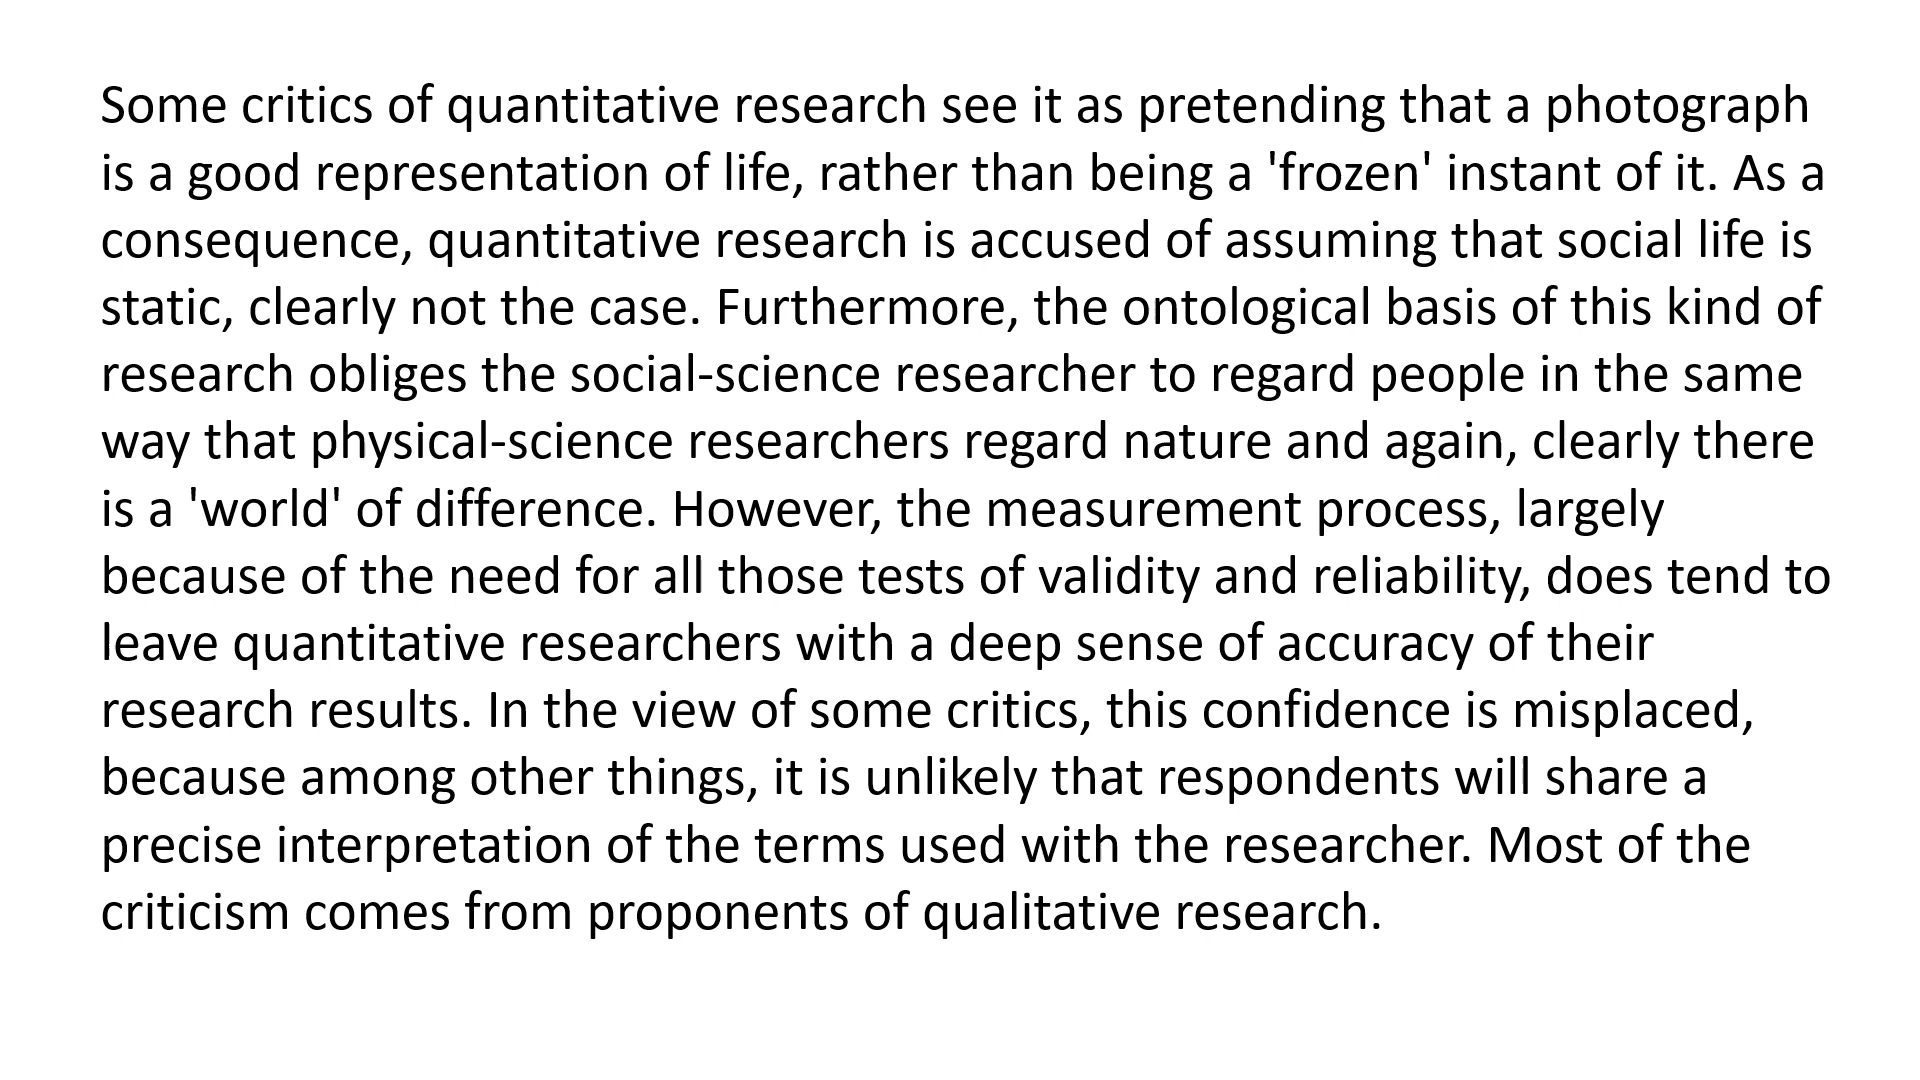 Some critics of quantitative research see it as pretending that a photograph
is a good representation of life, rather than being a 'frozen' instant of it. As a
consequence, quantitative research is accused of assuming that social life is
static, clearly not the case. Furthermore, the ontological basis of this kind of
research obliges the social-science researcher to regard people in the same
way that physical-science researchers regard nature and again, clearly there
is a 'world' of difference. However, the measurement process, largely
because of the need for all those tests of validity and reliability, does tend to
leave quantitative researchers with a deep sense of accuracy of their
research results. In the view of some critics, this confidence is misplaced,
because among other things, it is unlikely that respondents will share a
precise interpretation of the terms used with the researcher. Most of the
criticism comes from proponents of qualitative research.